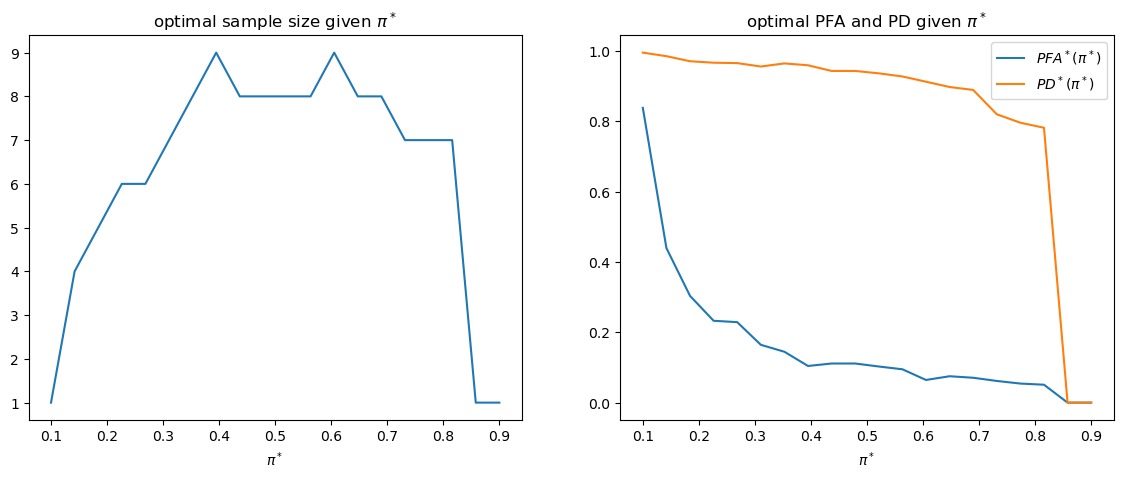 optimal sample size given π*
9
8
7
6
5
4
3
2
1
0.1 0.2 0.3 0.4 0.5 0.6 0.7 0.8 0.9
π*
optimal PFA and PD given π*
1.0
0.8
0.6
0.4
0.2
0.0
PFA*(π*)
PD*(π*)
0.1 0.2 0.3 0.4 0.5 0.6 0.7 0.8 0.9
π*